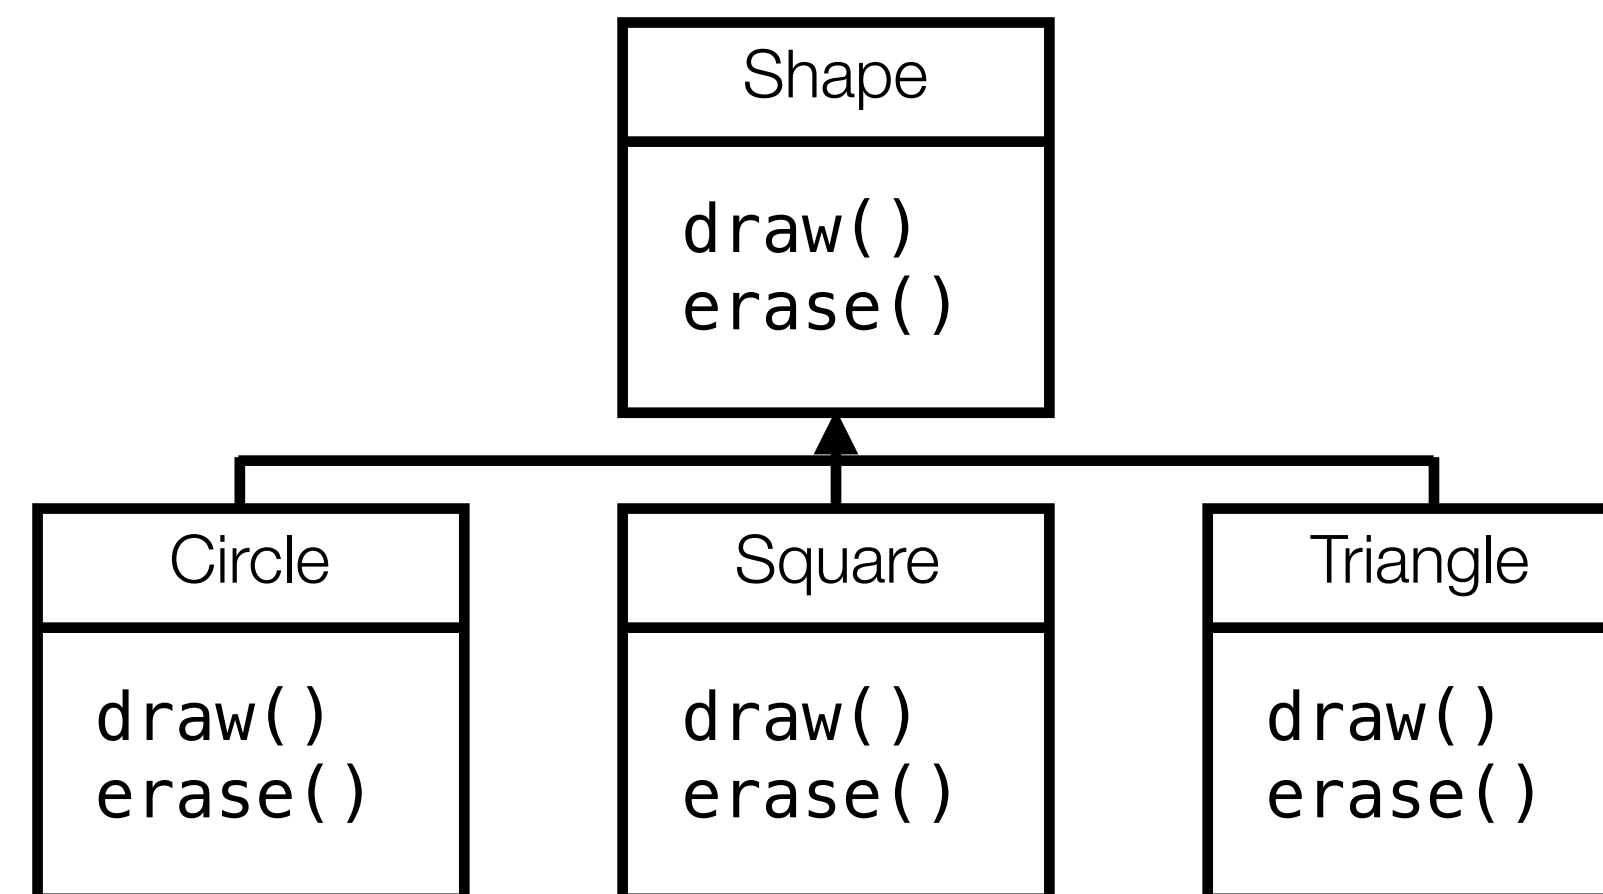 Shape
draw()
erase()
Circle
draw()
erase()
Square
draw()
erase()
Triangle
draw()
erase()